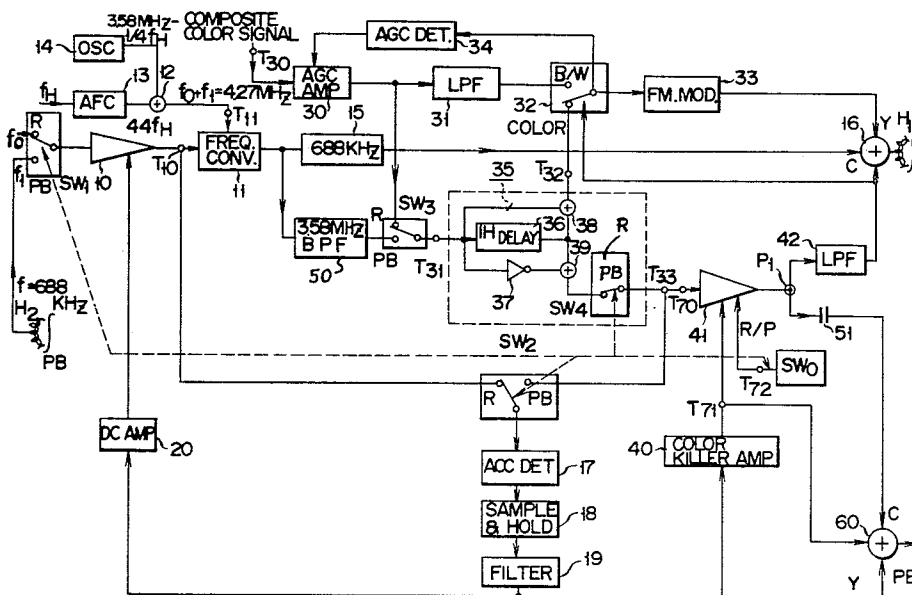 3.58MHz-
1/4fH
COMPOSITE
COLOR SIGNAL
14
OSC
T30
AGC DET.
34
13
12
fH
AFC
f0+f1=4.27MHz
AGC
AMP
30
LPF
31
B/W
32
COLOR
FM.MOD.
33
15
T11
44fH
R
f0
f1
PB
SW1
10
T10
FREQ.
CONV.
11
688KHz
16
Y
C
H1
T32
35
SW3
R
PB
T31
3.58MHz
BPF
50
1H DELAY
36
38
39
37
R
PB
SW4
T33
T70
41
P1
42
LPF
51
f=688
KHz
H2
PB
SW2
R/P
SW0
T72
T71
R
PB
DC AMP
20
ACC DET
17
COLOR
KILLER AMP.
40
SAMPLE
& HOLD
18
C
60
FILTER
19
Y
PB